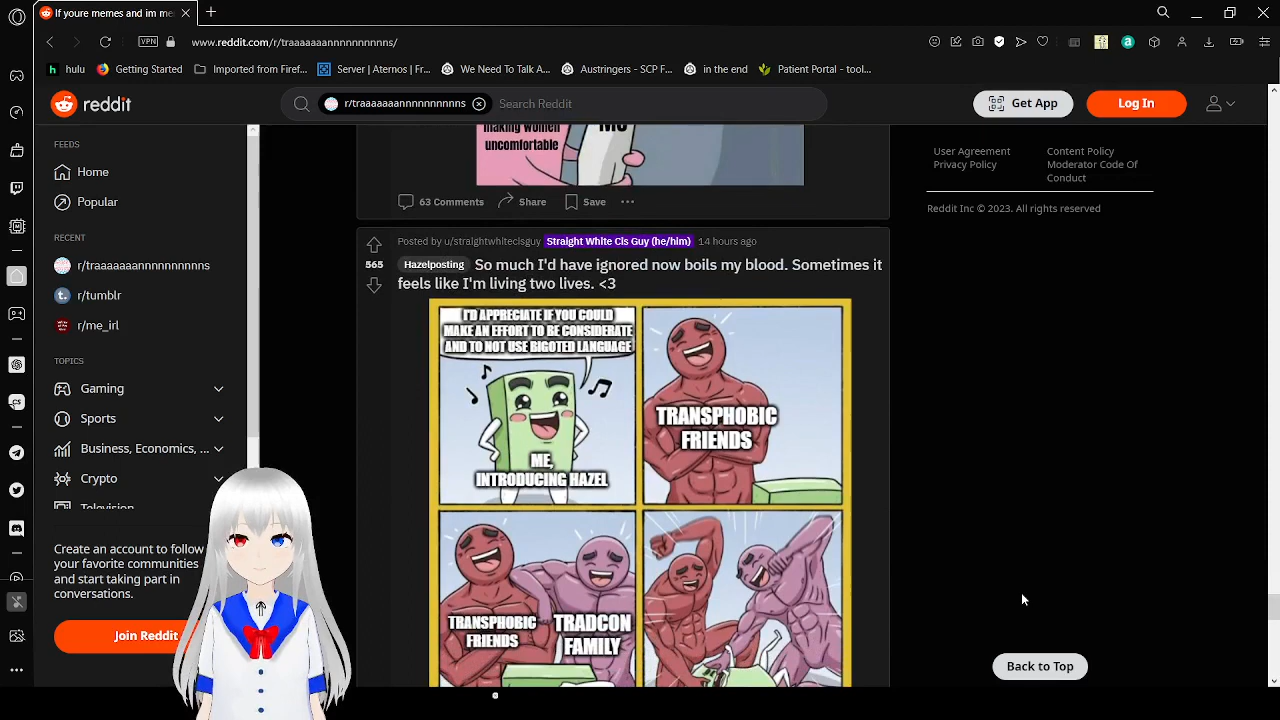 If youre memes and im me
VPN
www.reddit.com/r/traaaaaaannnnnnnnnns/
hulu
Getting Started
Imported from Firef...
Server | Aternos | Fr...
We Need To Talk A...
Austringers - SCP F...
in the end
Patient Portal - tool...
reddit
r/traaaaaaannnnnnnnnns
Search Reddit
Get App
Log In
FEEDS
Home
Popular
RECENT
r/traaaaaaannnnnnnnnns
r/tumblr
r/me_irl
TOPICS
Gaming
Sports
Business, Economics, ...
Crypto
Television
Create an account to follow
your favorite communities
and start taking part in
conversations.
Join Reddit
making women
uncomfortable
Me
63 Comments
Share
Save
Posted by u/straightwhitecisguy Straight White Cis Guy (he/him) 14 hours ago
565
Hazelposting So much I'd have ignored now boils my blood. Sometimes it
feels like I'm living two lives. <3
I'D APPRECIATE IF YOU COULD
MAKE AN EFFORT TO BE CONSIDERATE
AND TO NOT USE BIGOTED LANGUAGE
ME,
INTRODUCING HAZEL
TRANSPHOBIC
FRIENDS
TRANSPHOBIC
FRIENDS
TRADCON
FAMILY
User Agreement
Privacy Policy
Content Policy
Moderator Code Of
Conduct
Reddit Inc © 2023. All rights reserved
Back to Top